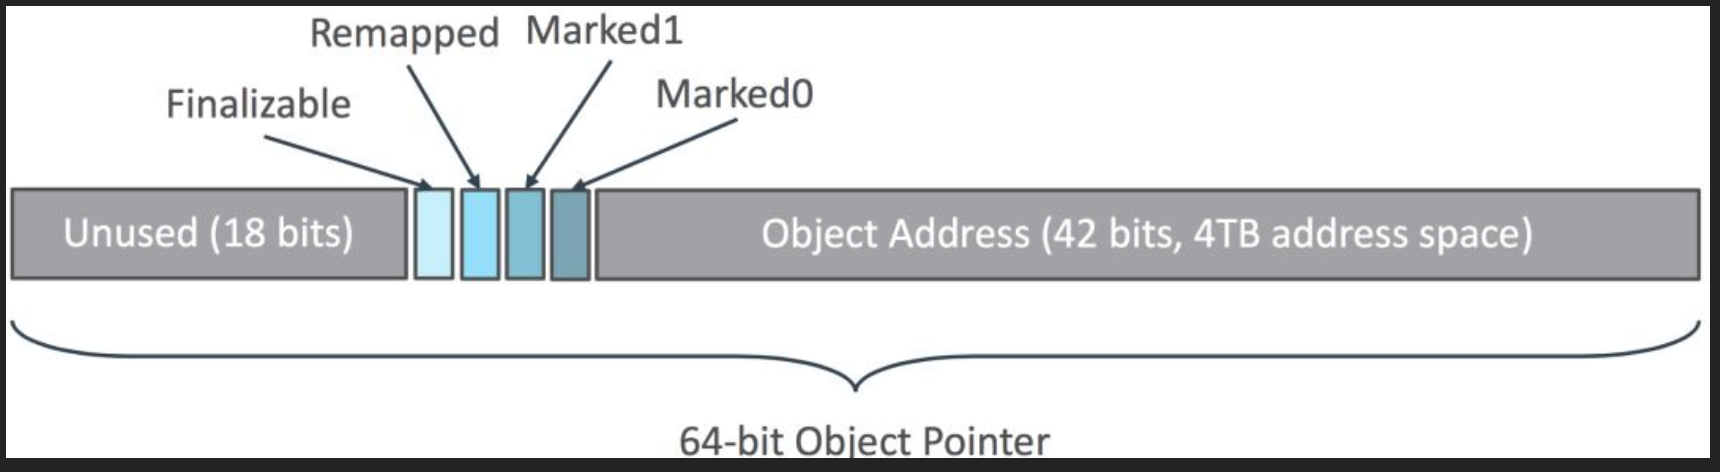 Remapped Marked1
Finalizable
Marked0
Unused (18 bits)
Object Address (42 bits, 4TB address space)
64-bit Object Pointer